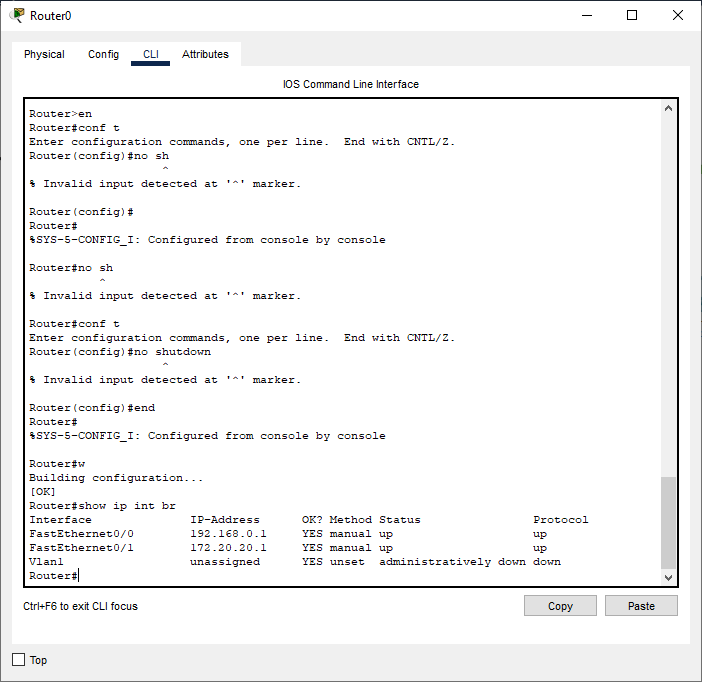 Router0
Physical Config CLI Attributes
IOS Command Line Interface
Router>en
Router#conf t
Enter configuration commands, one per line.  End with CNTL/Z.
Router(config)#no sh
^
% Invalid input detected at '^' marker.
Router(config)#
Router#
%SYS-5-CONFIG_I: Configured from console by console
Router#no sh
^
% Invalid input detected at '^' marker.
Router#conf t
Enter configuration commands, one per line.  End with CNTL/Z.
Router(config)#no shutdown
^
% Invalid input detected at '^' marker.
Router(config)#end
Router#
%SYS-5-CONFIG_I: Configured from console by console
Router#w
Building configuration...
[OK]
Router#show ip int br
Interface              IP-Address      OK? Method Status                Protocol
FastEthernet0/0        192.168.0.1     YES manual up                    up
FastEthernet0/1        172.20.20.1     YES manual up                    up
Vlan1                  unassigned      YES unset  administratively down down
Router#
Ctrl+F6 to exit CLI focus
Copy Paste
Top